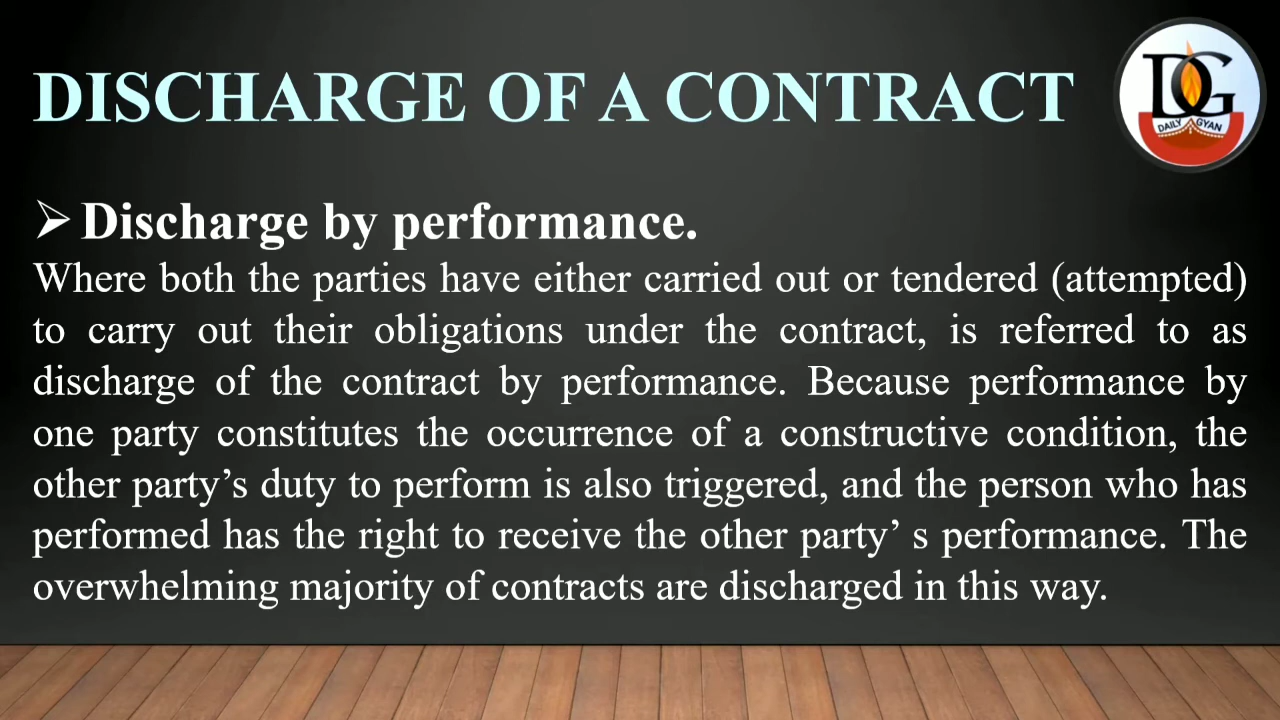 DISCHARGE OF A CONTRACT
DG
DAILY GYAN
➢ Discharge by performance.
Where both the parties have either carried out or tendered (attempted)
to carry out their obligations under the contract, is referred to as
discharge of the contract by performance. Because performance by
one party constitutes the occurrence of a constructive condition, the
other party’s duty to perform is also triggered, and the person who has
performed has the right to receive the other party’ s performance. The
overwhelming majority of contracts are discharged in this way.